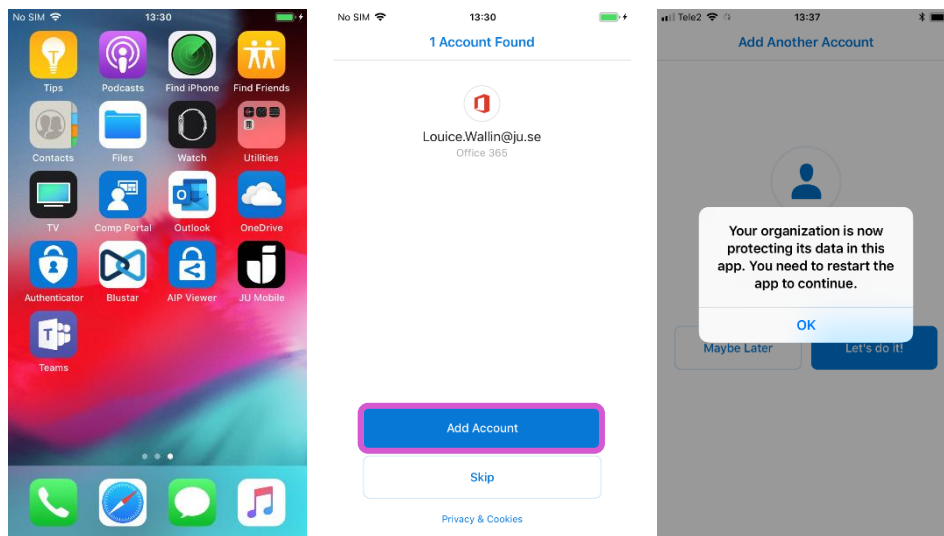 No SIM 13:30
Tips Podcasts Find iPhone Find Friends
Contacts Files Watch Utilities
TV Comp Portal Outlook OneDrive
Authenticator Blustar AIP Viewer JU Mobile
T
Teams
No SIM 13:30
1 Account Found
Louice.Wallin@ju.se
Office 365
Add Account
Skip
Privacy & Cookies
Tele2 13:37
Add Another Account
Your organization is now
protecting its data in this
app. You need to restart the
app to continue.
OK
Maybe Later Let's do it!